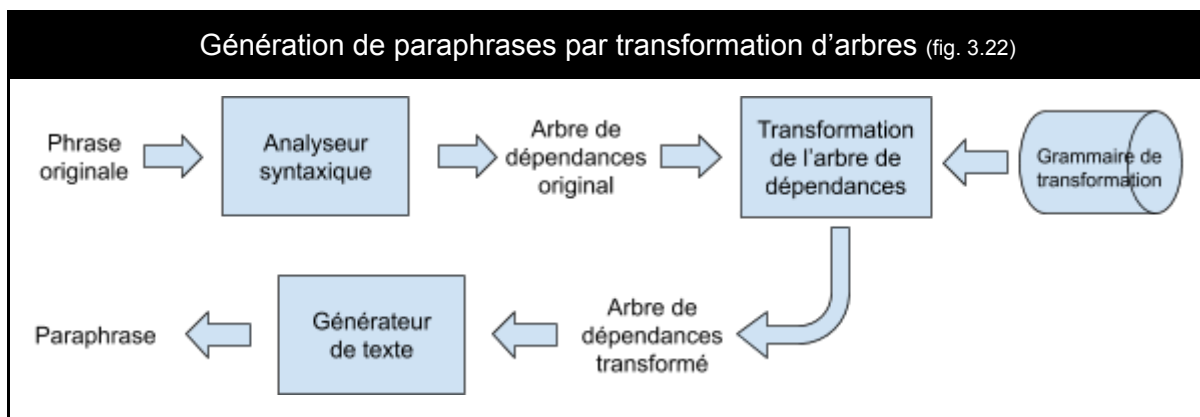 Génération de paraphrases par transformation d’arbres (fig. 3.22)
Phrase
originale
Analyseur
syntaxique
Arbre de
dépendances
original
Transformation
de l’arbre de
dépendances
Grammaire de
transformation
Paraphrase
Générateur
de texte
Arbre de
dépendances
transformé